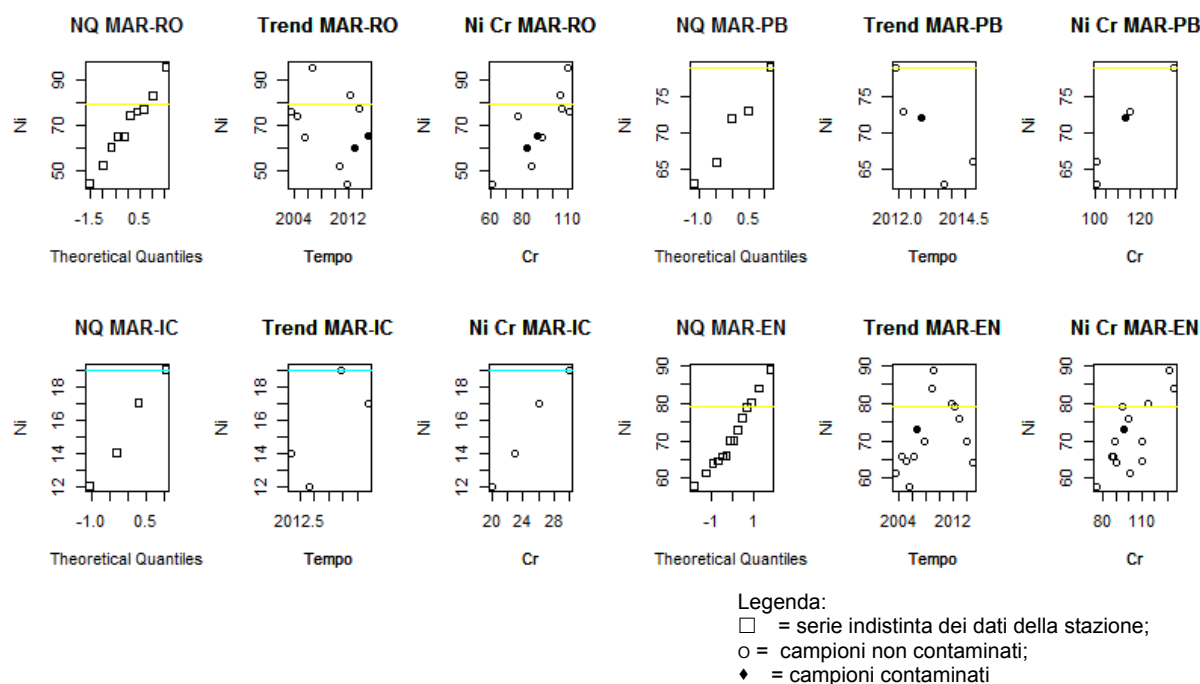 NQ MAR-RO
Ni
50 70 90
-1.5 0.5
Theoretical Quantiles
Trend MAR-RO
Ni
50 70 90
2004 2012
Tempo
Ni Cr MAR-RO
Ni
50 70 90
60 80 110
Cr
NQ MAR-PB
Ni
65 70 75
-1.0 0.5
Theoretical Quantiles
Trend MAR-PB
Ni
65 70 75
2012.0 2014.5
Tempo
Ni Cr MAR-PB
Ni
65 70 75
100 120
Cr
NQ MAR-IC
Ni
12 14 16 18
-1.0 0.5
Theoretical Quantiles
Trend MAR-IC
Ni
12 14 16 18
2012.5
Tempo
Ni Cr MAR-IC
Ni
12 14 16 18
20 24 28
Cr
NQ MAR-EN
Ni
60 70 80 90
-1 1
Theoretical Quantiles
Trend MAR-EN
Ni
60 70 80 90
2004 2012
Tempo
Ni Cr MAR-EN
Ni
60 70 80 90
80 110
Cr
Legenda:
□ = serie indistinta dei dati della stazione;
o = campioni non contaminati;
♦ = campioni contaminati